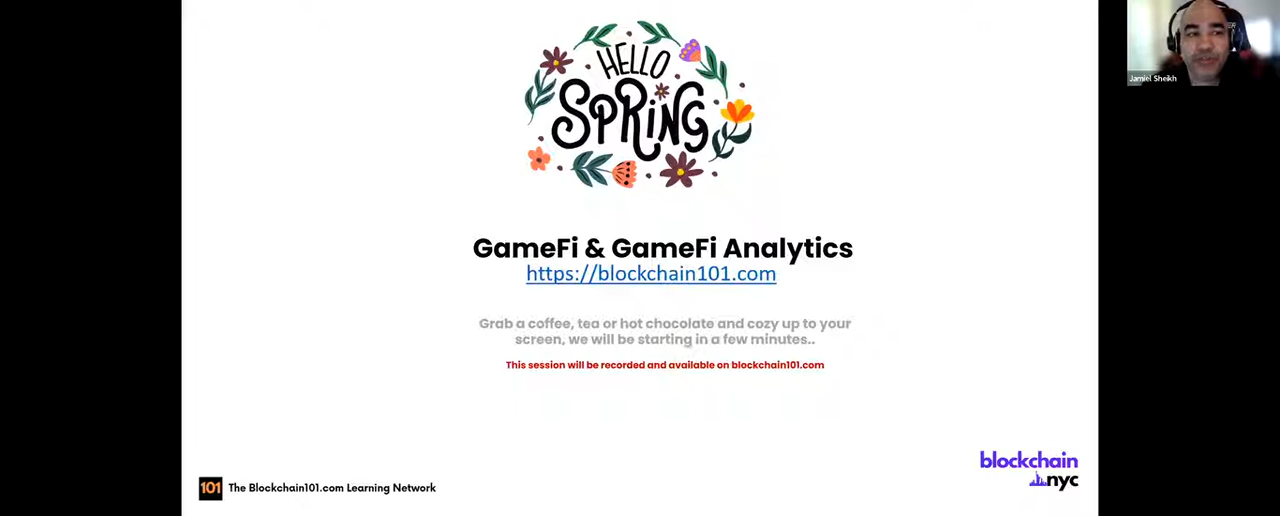 HELLO
SPRiNG
Jamiel Sheikh
GameFi & GameFi Analytics
https://blockchain101.com
Grab a coffee, tea or hot chocolate and cozy up to your
screen, we will be starting in a few minutes..
This session will be recorded and available on blockchain101.com
101 The Blockchain101.com Learning Network
blockchain
nyc